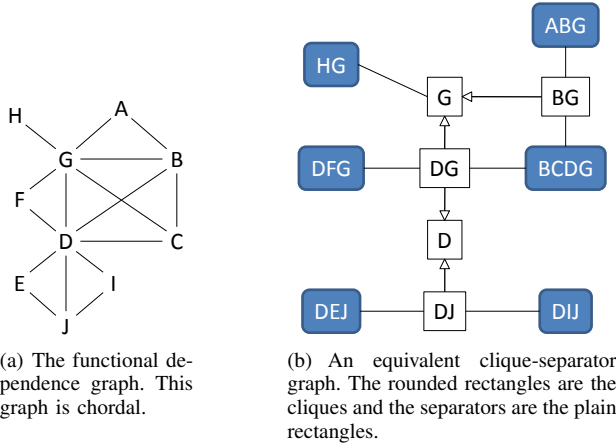 H
A
G
B
F
D
C
E
I
J
(a) The functional de-
pendence graph. This
graph is chordal.
ABG
HG
G
BG
DFG
DG
BCDG
D
DEJ
DJ
DIJ
(b) An equivalent clique-separator
graph. The rounded rectangles are the
cliques and the separators are the plain
rectangles.